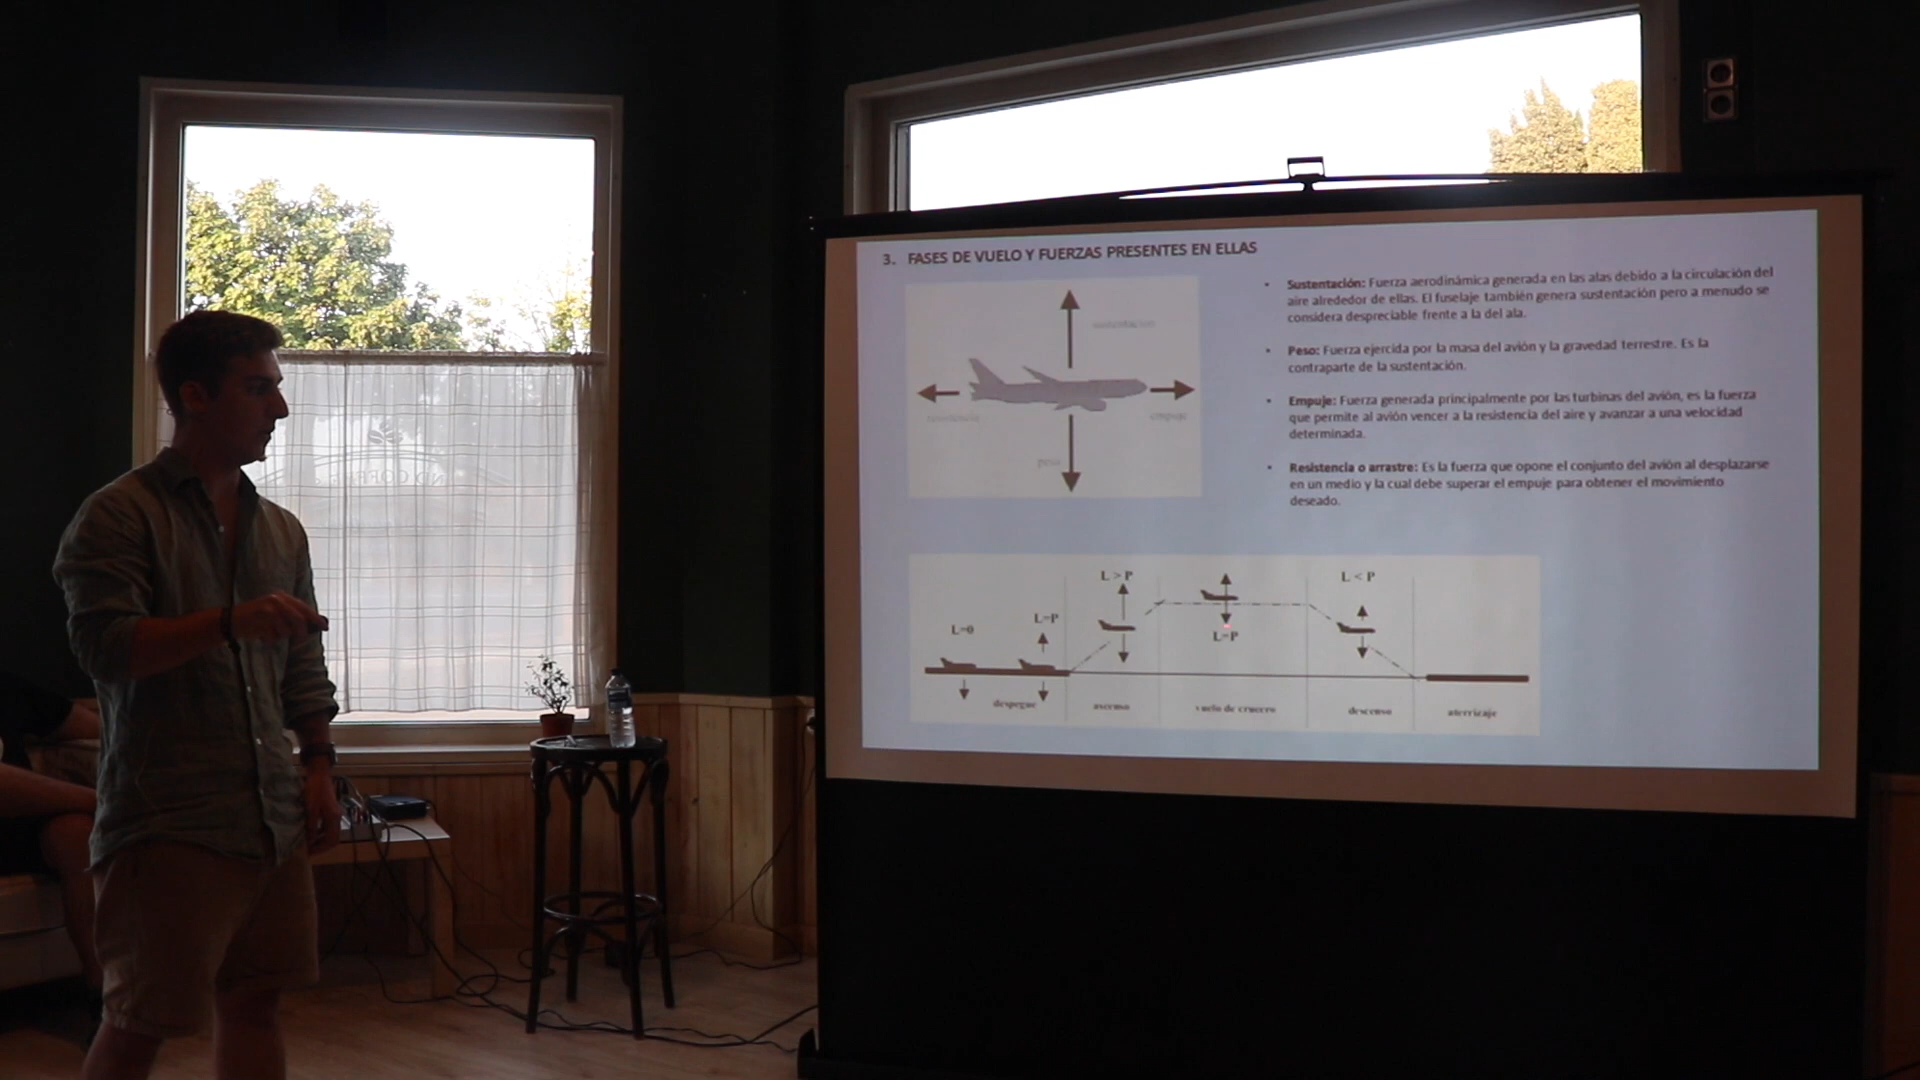 3. FASES DE VUELO Y FUERZAS PRESENTES EN ELLAS
sustentacion
resistencia
empuje
peso
• Sustentación: Fuerza aerodinámica generada en las alas debido a la circulación del
aire alrededor de ellas. El fuselaje también genera sustentación pero a menudo se
considera despreciable frente a la del ala.
• Peso: Fuerza ejercida por la masa del avión y la gravedad terrestre. Es la
contraparte de la sustentación.
• Empuje: Fuerza generada principalmente por las turbinas del avión, es la fuerza
que permite al avión vencer a la resistencia del aire y avanzar a una velocidad
determinada.
• Resistencia o arrastre: Es la fuerza que opone el conjunto del avión al desplazarse
en un medio y la cual debe superar el empuje para obtener el movimiento
deseado.
L=0
L=P
L > P
L=P
L < P
despegue
ascenso
vuelo de crucero
descenso
aterricaje